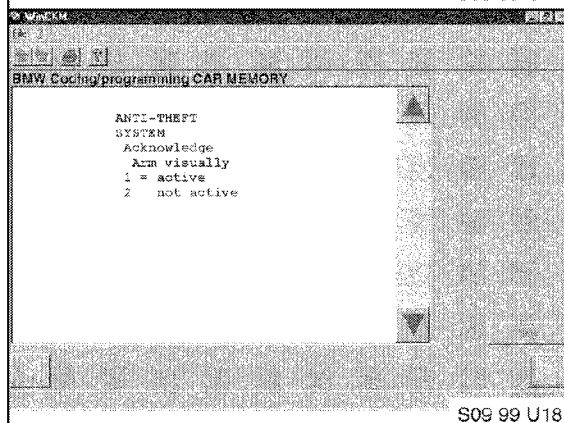 WinCKM
File ?
BMW Coding/programming CAR MEMORY
ANTI-THEFT
SYSTEM
Acknowledge
Arm visually
1 = active
2 not active
S09 99 U18